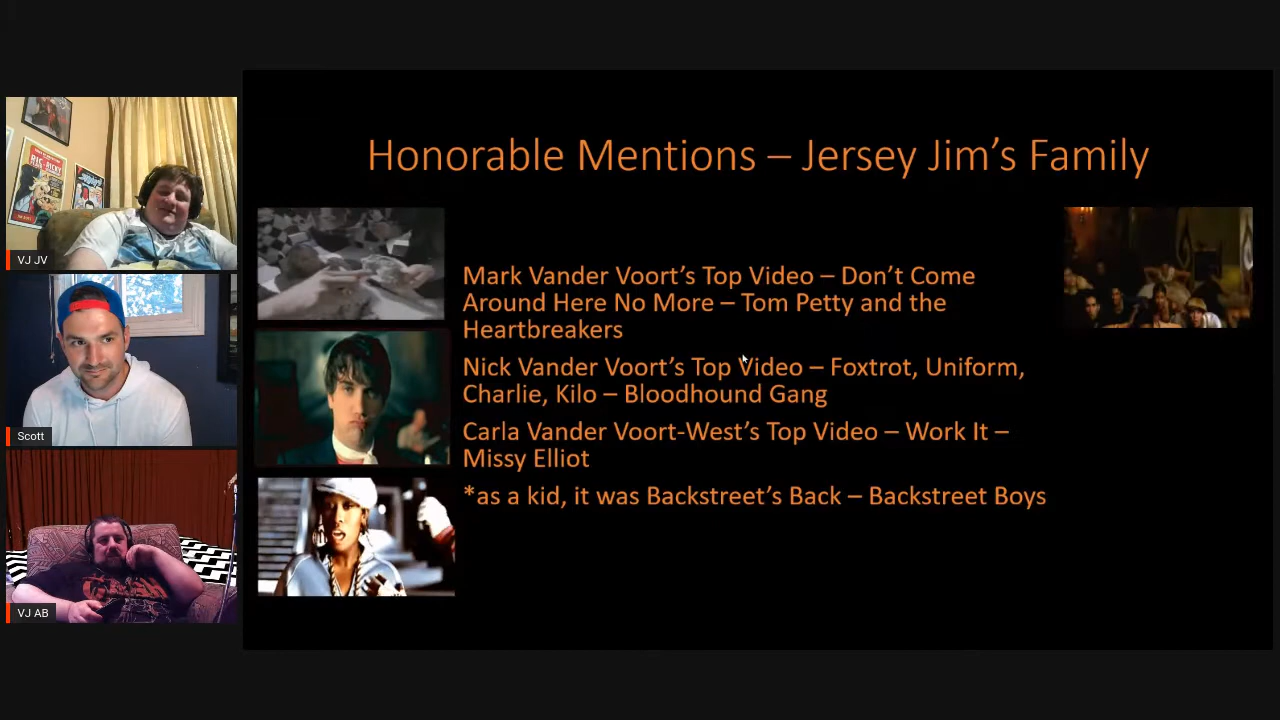 Honorable Mentions – Jersey Jim's Family
Mark Vander Voort's Top Video – Don't Come
Around Here No More – Tom Petty and the
Heartbreakers
Nick Vander Voort's Top Video – Foxtrot, Uniform,
Charlie, Kilo – Bloodhound Gang
Carla Vander Voort-West's Top Video – Work It –
Missy Elliot
*as a kid, it was Backstreet's Back – Backstreet Boys
VJ JV
Scott
VJ AB